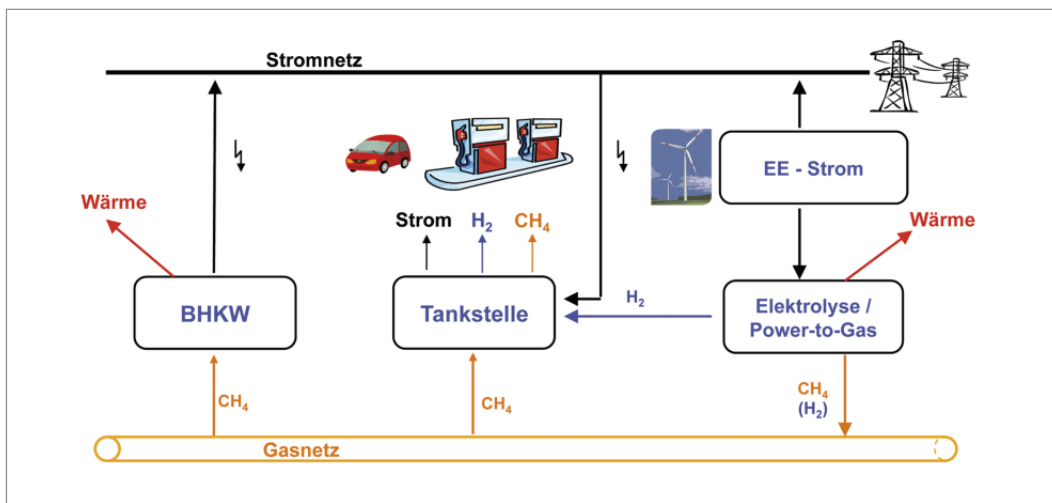 Stromnetz
EE - Strom
Wärme
Strom
H₂
CH₄
Wärme
BHKW
Tankstelle
H₂
Elektrolyse /
Power-to-Gas
CH₄
CH₄
CH₄
(H₂)
Gasnetz